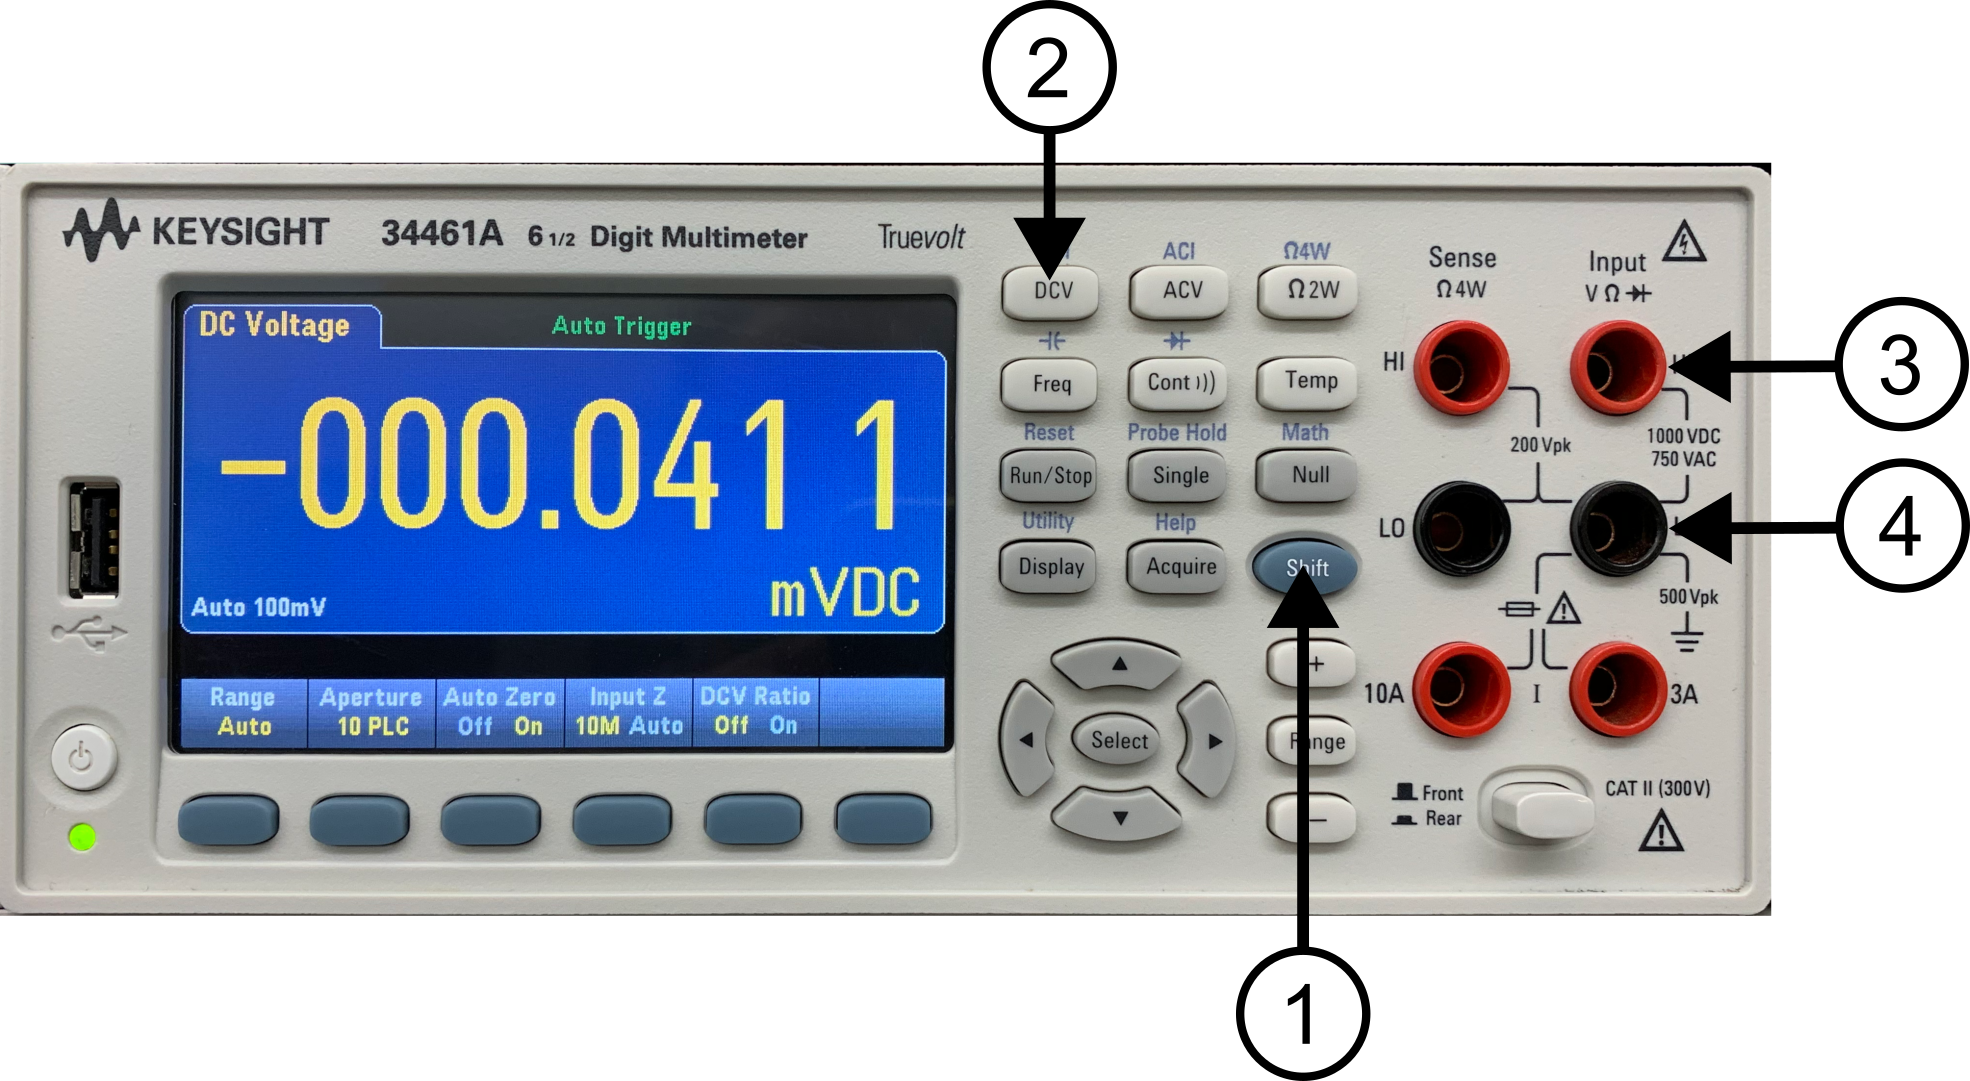 2
KEYSIGHT 34461A 6 1/2 Digit Multimeter Truevolt
DC Voltage Auto Trigger
-000.041 1
mVDC
Auto 100mV
Range Aperture Auto Zero Input Z DCV Ratio
Auto 10 PLC Off On 10M Auto Off On
ACI Ω4W
DCV ACV Ω2W
Freq Cont Temp
Reset Probe Hold Math
Run/Stop Single Null
Utility Help
Display Acquire Shift
+
Select Range
−
Sense Input
Ω4W VΩ
HI
3
200 Vpk 1000 VDC
750 VAC
LO
4
500 Vpk
10A I 3A
Front CAT II (300V)
Rear
1